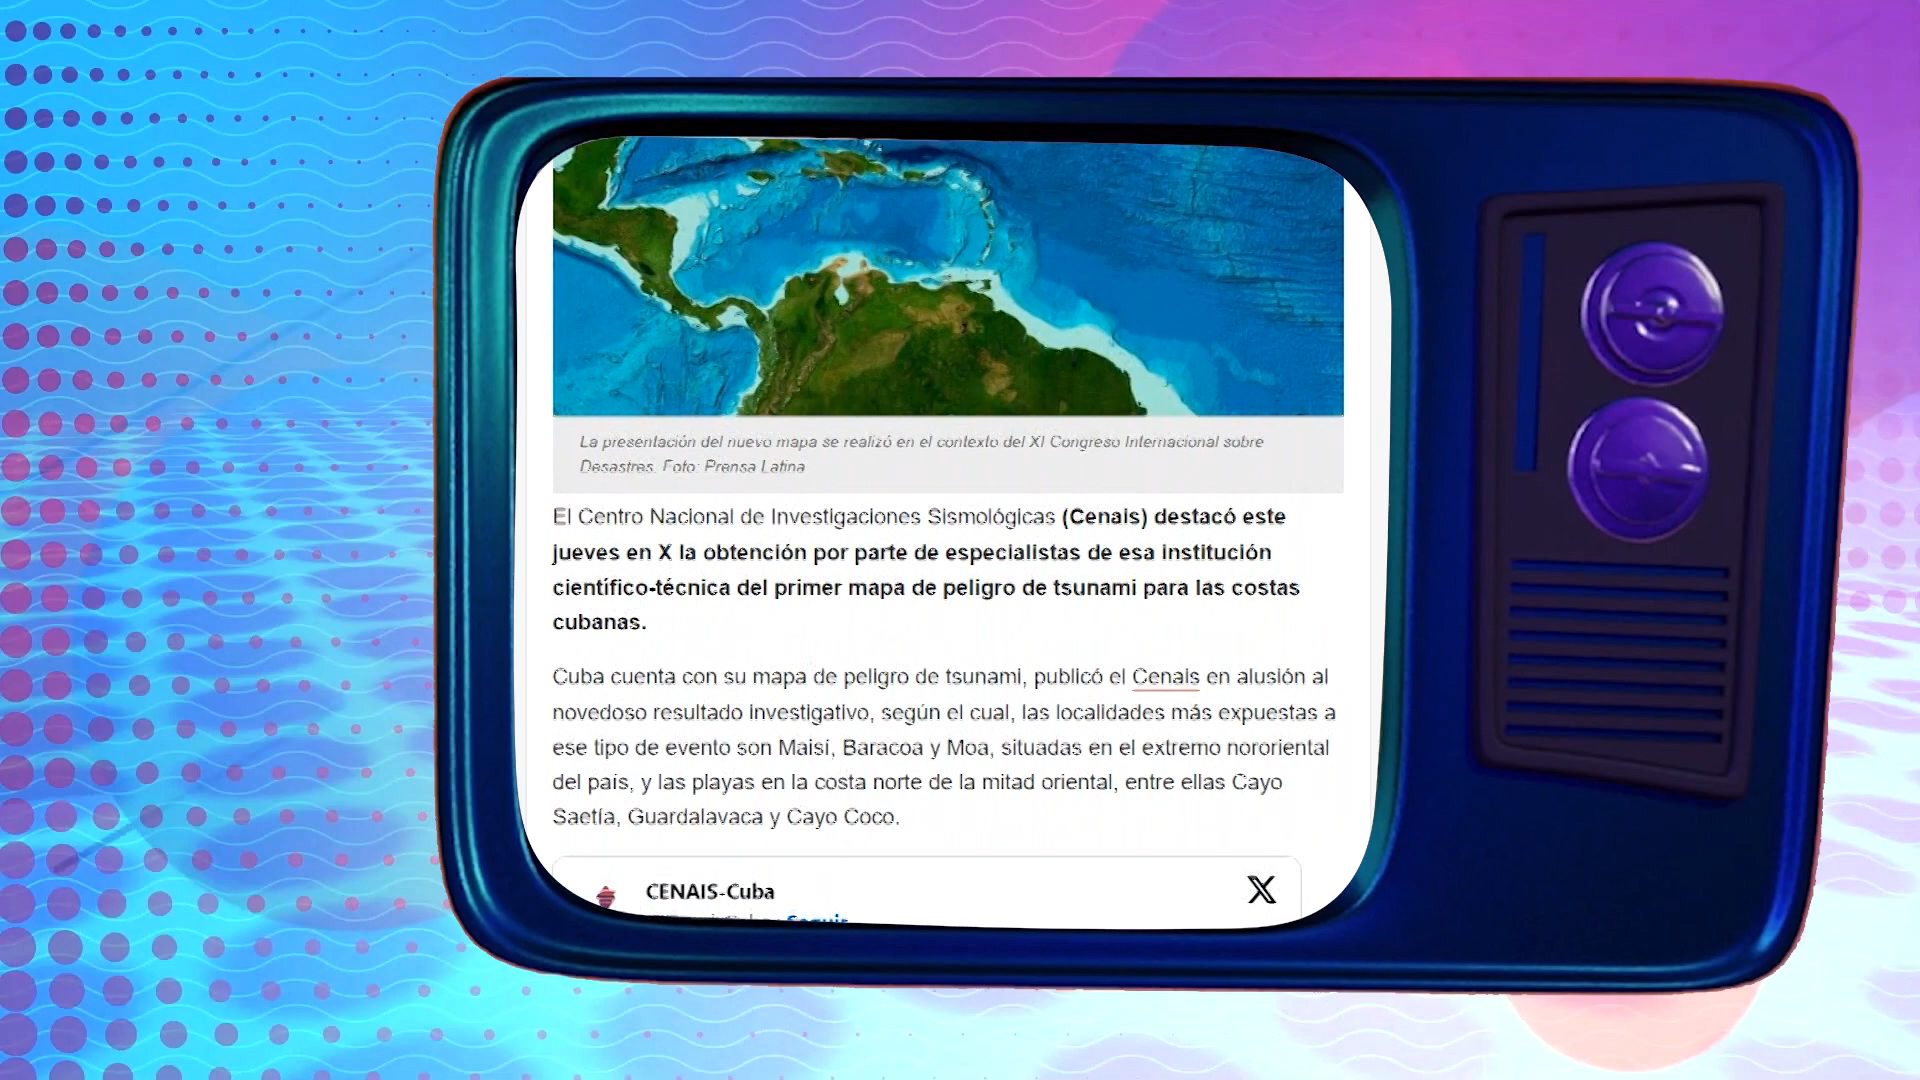 La presentación del nuevo mapa se realizó en el contexto del XI Congreso Internacional sobre
Desastres. Foto: Prensa Latina
El Centro Nacional de Investigaciones Sismológicas (Cenais) destacó este
jueves en X la obtención por parte de especialistas de esa institución
científico-técnica del primer mapa de peligro de tsunami para las costas
cubanas.
Cuba cuenta con su mapa de peligro de tsunami, publicó el Cenais en alusión al
novedoso resultado investigativo, según el cual, las localidades más expuestas a
ese tipo de evento son Maisí, Baracoa y Moa, situadas en el extremo nororiental
del país, y las playas en la costa norte de la mitad oriental, entre ellas Cayo
Saetía, Guardalavaca y Cayo Coco.
CENAIS-Cuba
Seguir